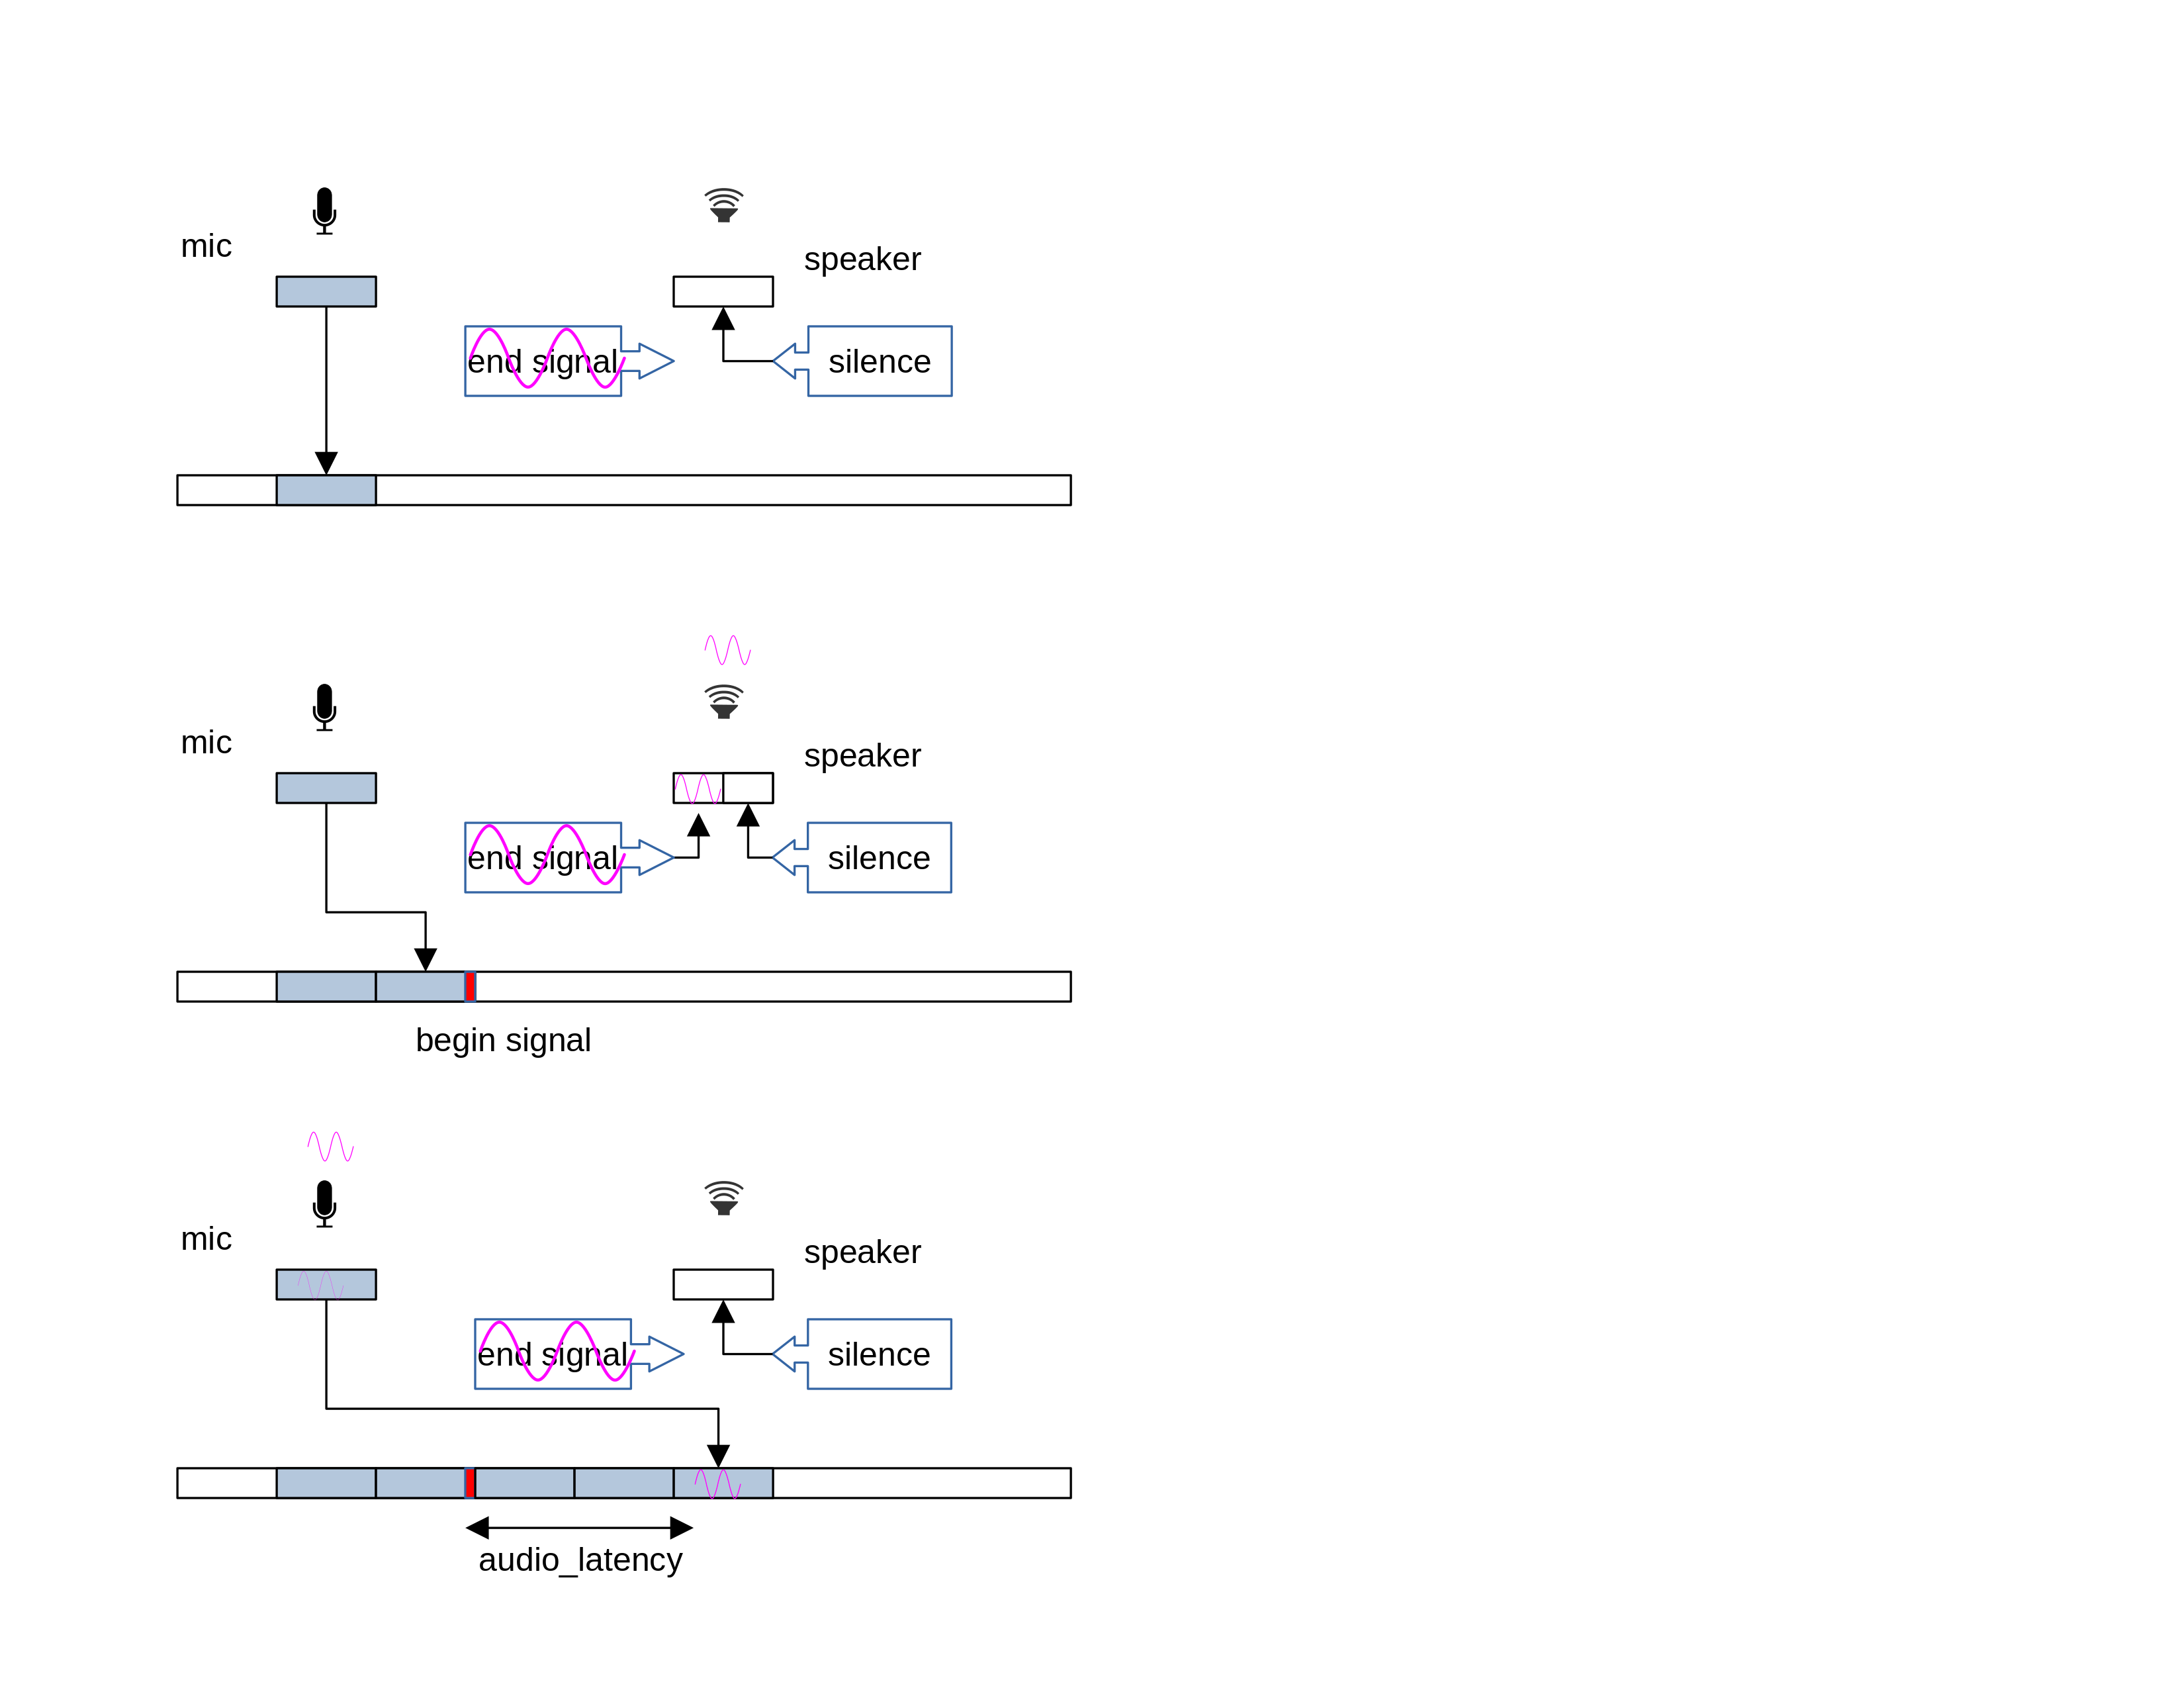 mic
speaker
end signal
silence
mic
speaker
end signal
silence
begin signal
mic
speaker
end signal
silence
audio_latency